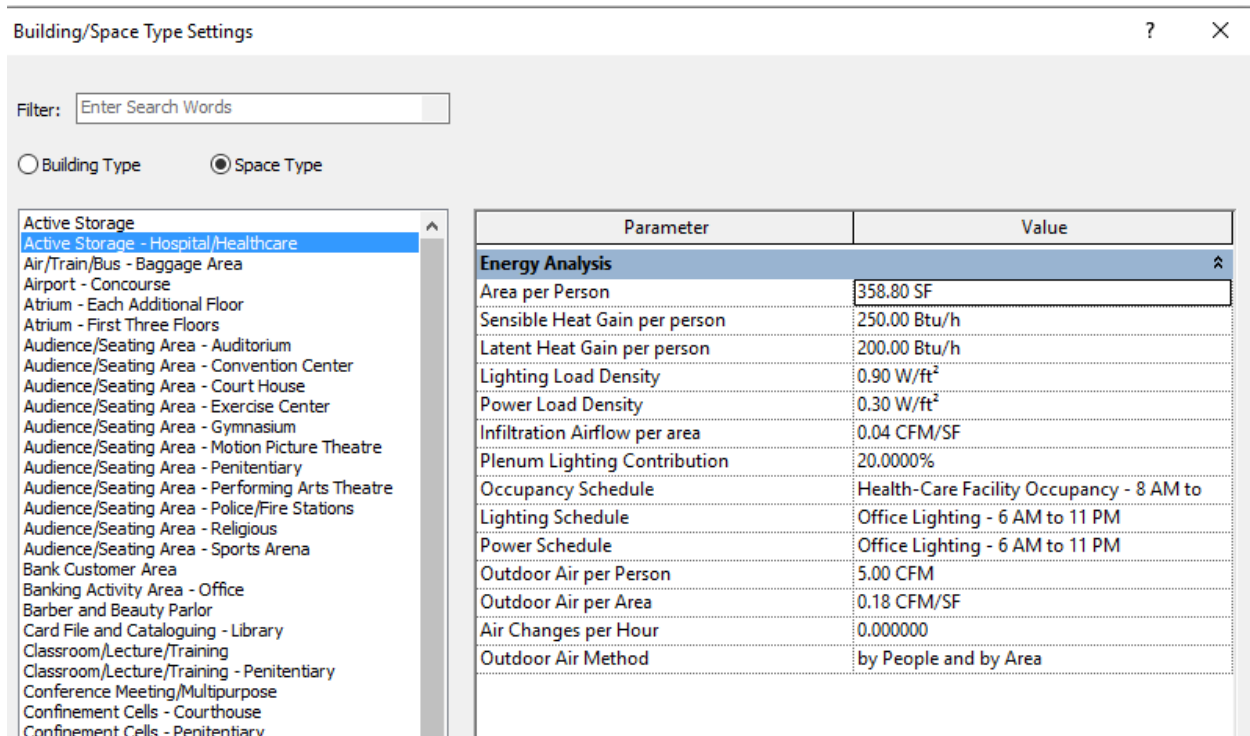 Building/Space Type Settings ? X
Filter: Enter Search Words
Building Type Space Type
Active Storage
Active Storage - Hospital/Healthcare
Air/Train/Bus - Baggage Area
Airport - Concourse
Atrium - Each Additional Floor
Atrium - First Three Floors
Audience/Seating Area - Auditorium
Audience/Seating Area - Convention Center
Audience/Seating Area - Court House
Audience/Seating Area - Exercise Center
Audience/Seating Area - Gymnasium
Audience/Seating Area - Motion Picture Theatre
Audience/Seating Area - Penitentiary
Audience/Seating Area - Performing Arts Theatre
Audience/Seating Area - Police/Fire Stations
Audience/Seating Area - Religious
Audience/Seating Area - Sports Arena
Bank Customer Area
Banking Activity Area - Office
Barber and Beauty Parlor
Card File and Cataloguing - Library
Classroom/Lecture/Training
Classroom/Lecture/Training - Penitentiary
Conference Meeting/Multipurpose
Confinement Cells - Courthouse
Confinement Cells - Penitentiary
Parameter Value
Energy Analysis
Area per Person 358.80 SF
Sensible Heat Gain per person 250.00 Btu/h
Latent Heat Gain per person 200.00 Btu/h
Lighting Load Density 0.90 W/ft²
Power Load Density 0.30 W/ft²
Infiltration Airflow per area 0.04 CFM/SF
Plenum Lighting Contribution 20.0000%
Occupancy Schedule Health-Care Facility Occupancy - 8 AM to
Lighting Schedule Office Lighting - 6 AM to 11 PM
Power Schedule Office Lighting - 6 AM to 11 PM
Outdoor Air per Person 5.00 CFM
Outdoor Air per Area 0.18 CFM/SF
Air Changes per Hour 0.000000
Outdoor Air Method by People and by Area